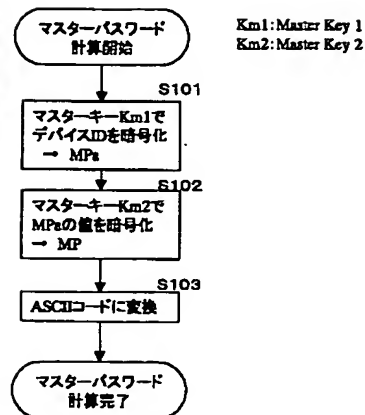 マスターパスワード
計算開始
Km1:Master Key 1
Km2:Master Key 2
S101
マスターキーKm1で
デバイスIDを暗号化
→ MPa
S102
マスターキーKm2で
MPaの値を暗号化
→ MP
S103
ASCIIコードに変換
マスターパスワード
計算完了